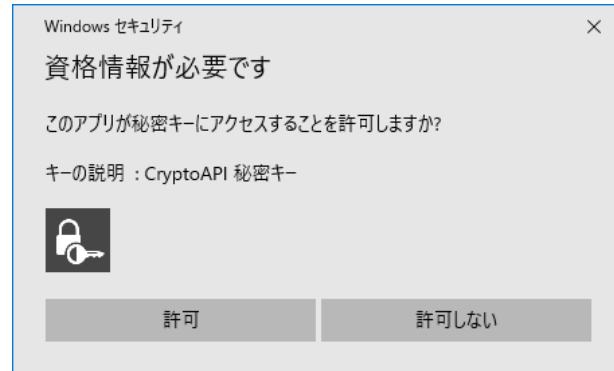 Windows セキュリティ
資格情報が必要です
このアプリが秘密キーにアクセスすることを許可しますか?
キーの説明 : CryptoAPI 秘密キー
許可
許可しない